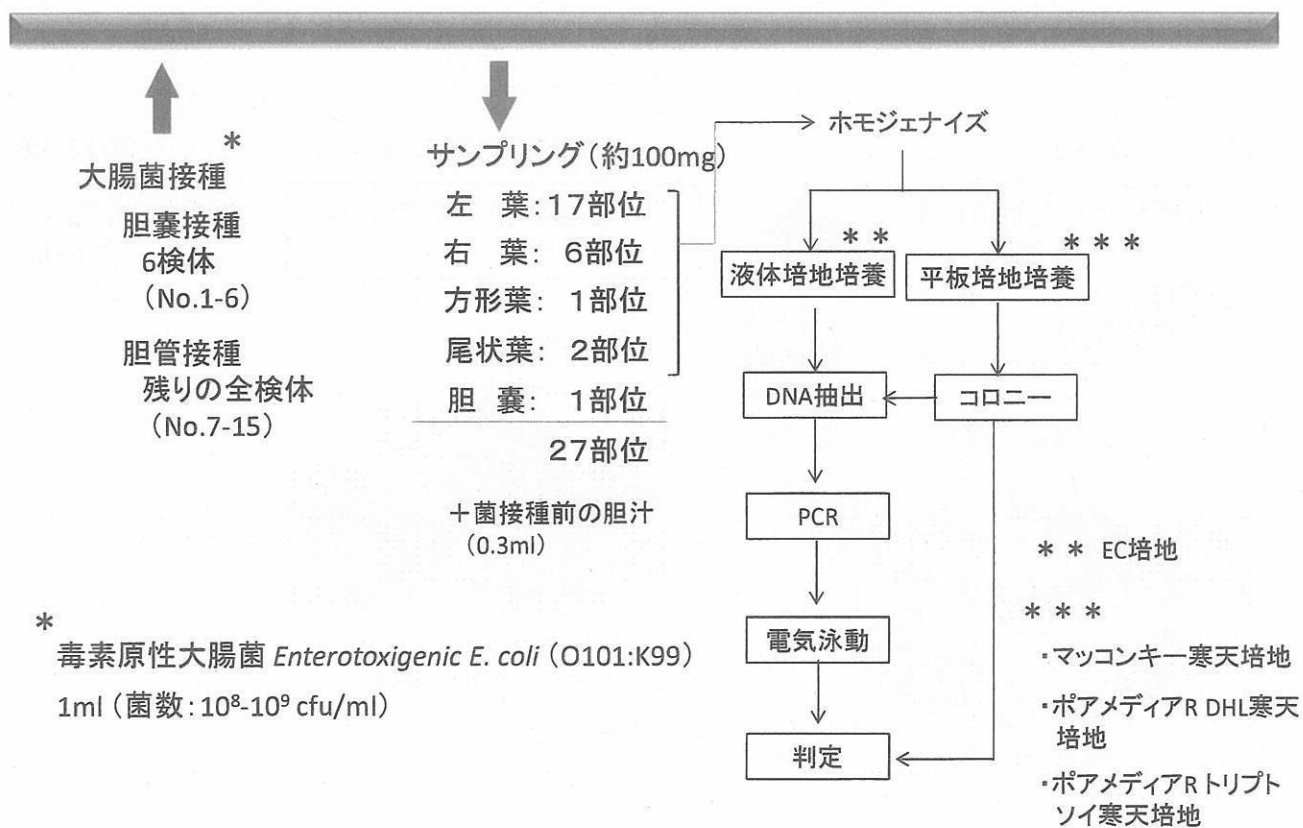 *
大腸菌接種
胆嚢接種
6検体
(No.1-6)
胆管接種
残りの全検体
(No.7-15)
サンプリング(約100mg)
左 葉:17部位
右 葉: 6部位
方形葉: 1部位
尾状葉: 2部位
胆 嚢: 1部位
27部位
+菌接種前の胆汁
(0.3ml)
ホモジェナイズ
* *
液体培地培養
* * *
平板培地培養
DNA抽出
コロニー
PCR
電気泳動
判定
* * EC培地
* * *
・マッコンキー寒天培地
・ポアメディアR DHL寒天
培地
・ポアメディアR トリプト
ソイ寒天培地
*
毒素原性大腸菌 Enterotoxigenic E. coli (O101:K99)
1ml (菌数:10⁸-10⁹ cfu/ml)